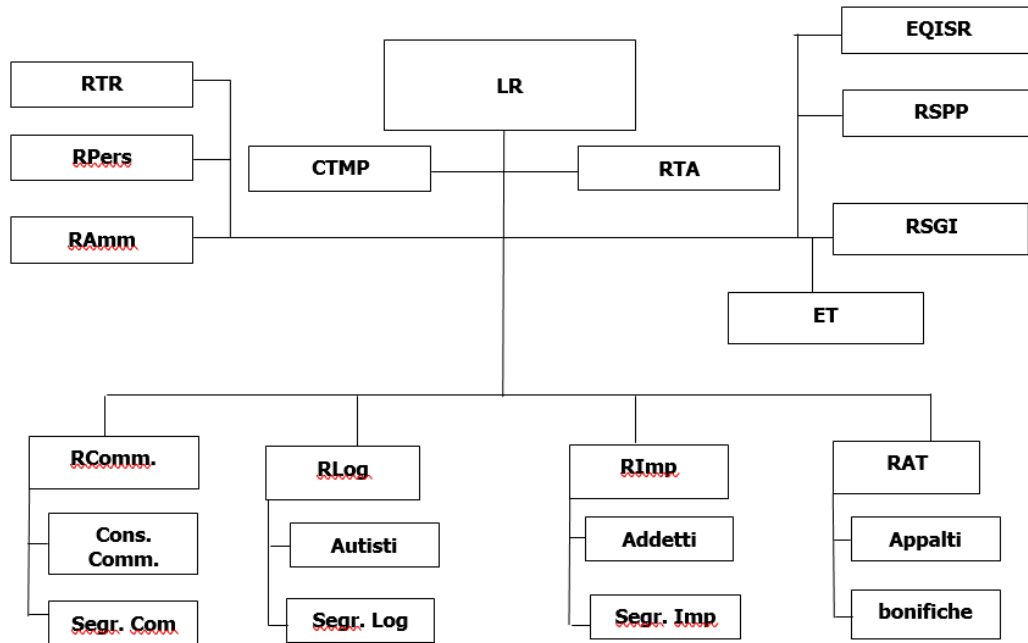 EQISR
LR
RTR
RSPP
RPers
CTMP
RTA
RAmm
RSGI
ET
RComm.
RLog
RImp
RAT
Cons.
Comm.
Autisti
Addetti
Appalti
Segr. Com
Segr. Log
Segr. Imp
bonifiche